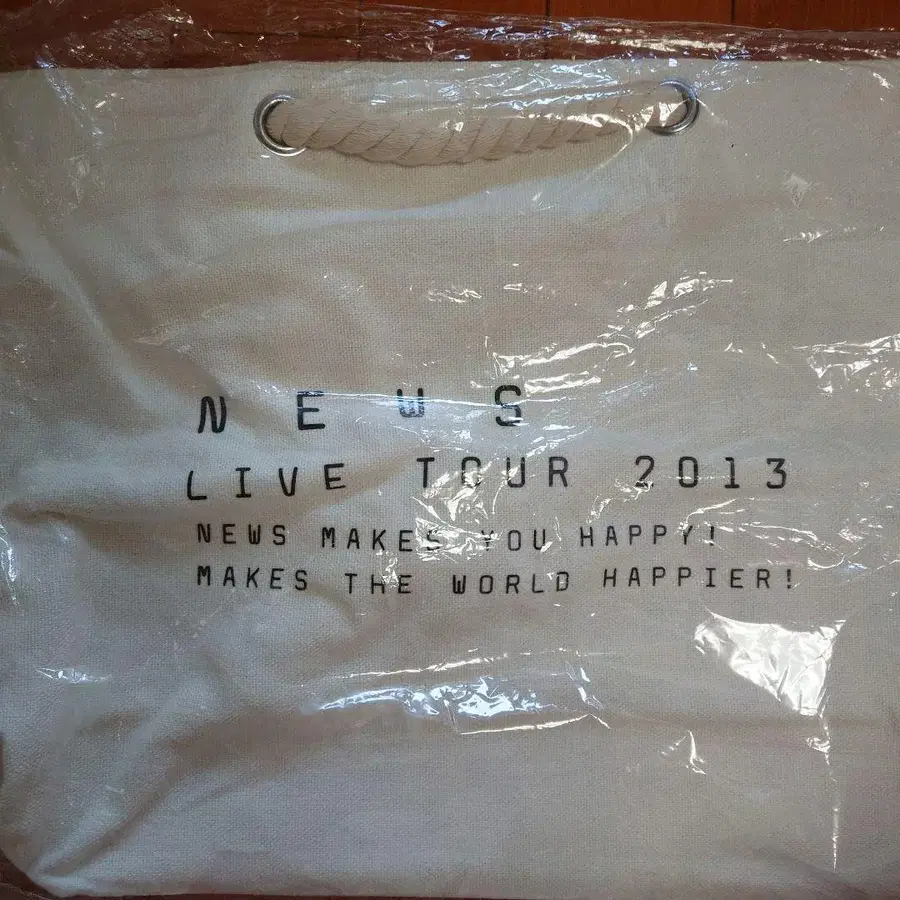 NEWS
LIVE TOUR 2013
NEWS MAKES YOU HAPPY!
MAKES THE WORLD HAPPIER!